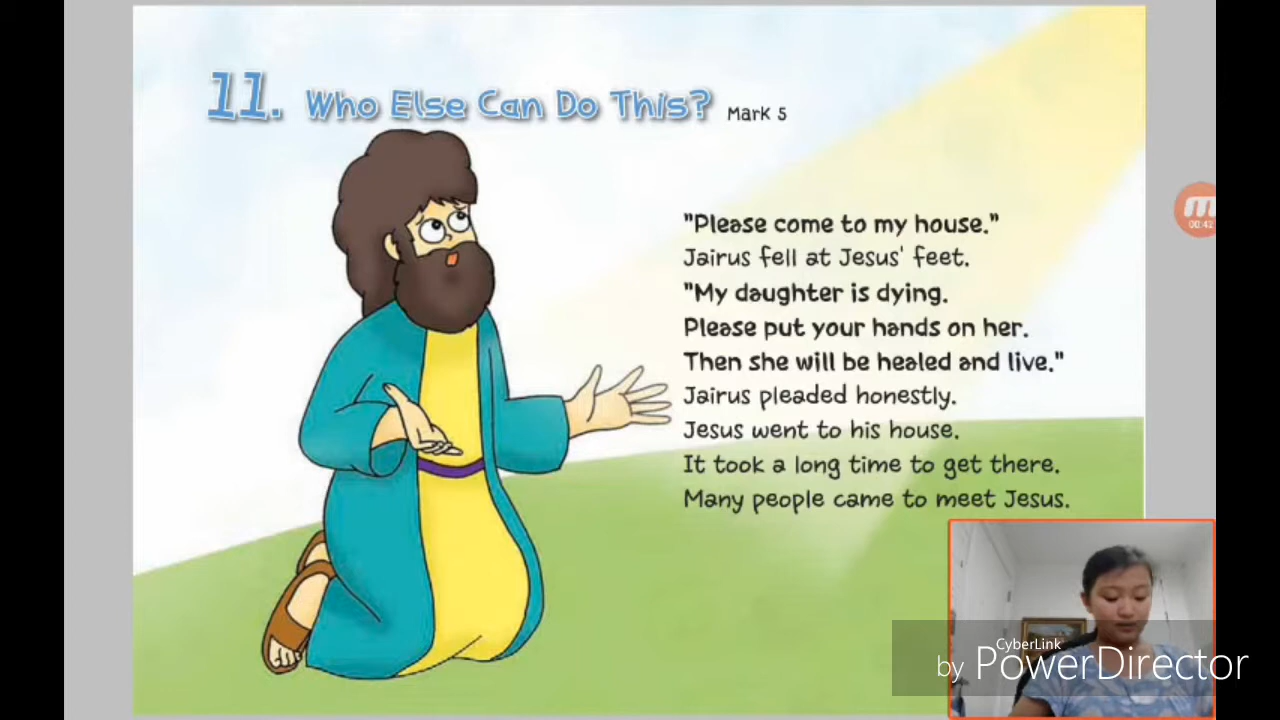 11. Who Else Can Do This? Mark 5
"Please come to my house."
Jairus fell at Jesus' feet.
"My daughter is dying.
Please put your hands on her.
Then she will be healed and live."
Jairus pleaded honestly.
Jesus went to his house.
It took a long time to get there.
Many people came to meet Jesus.
00:42
CyberLink
by PowerDirector